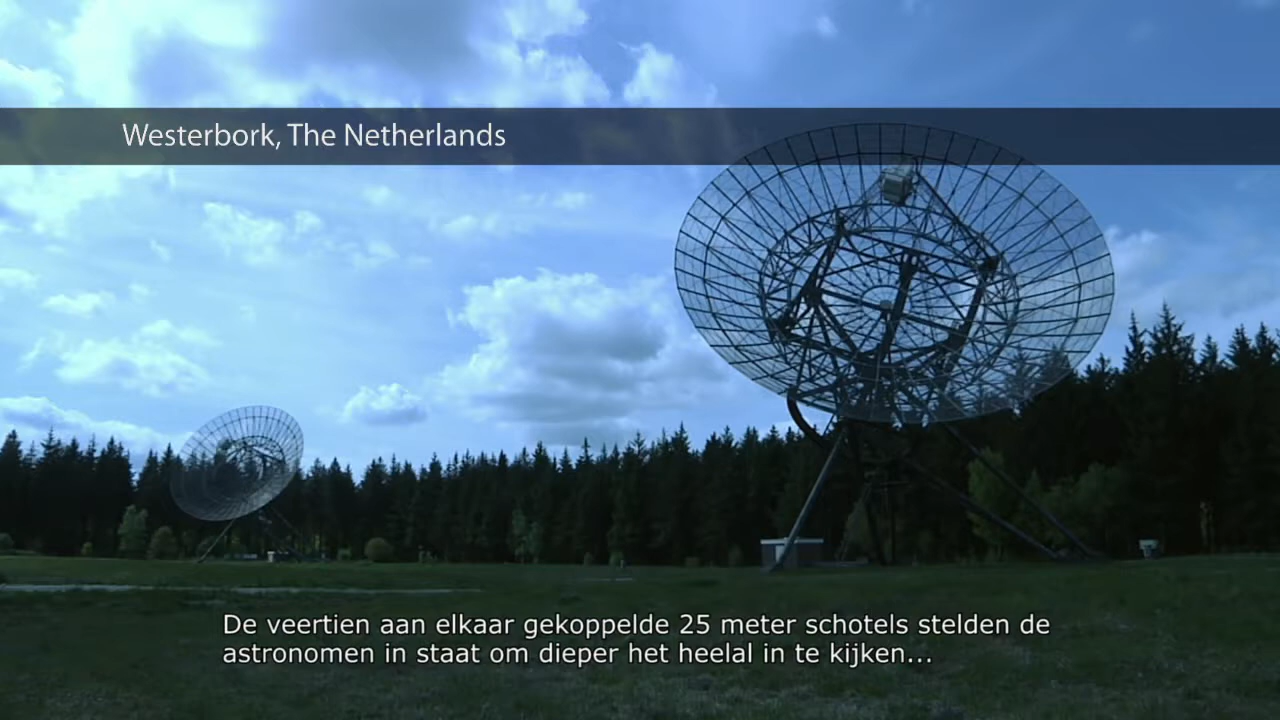 Westerbork, The Netherlands
De veertien aan elkaar gekoppelde 25 meter schotels stelden de
astronomen in staat om dieper het heelal in te kijken...